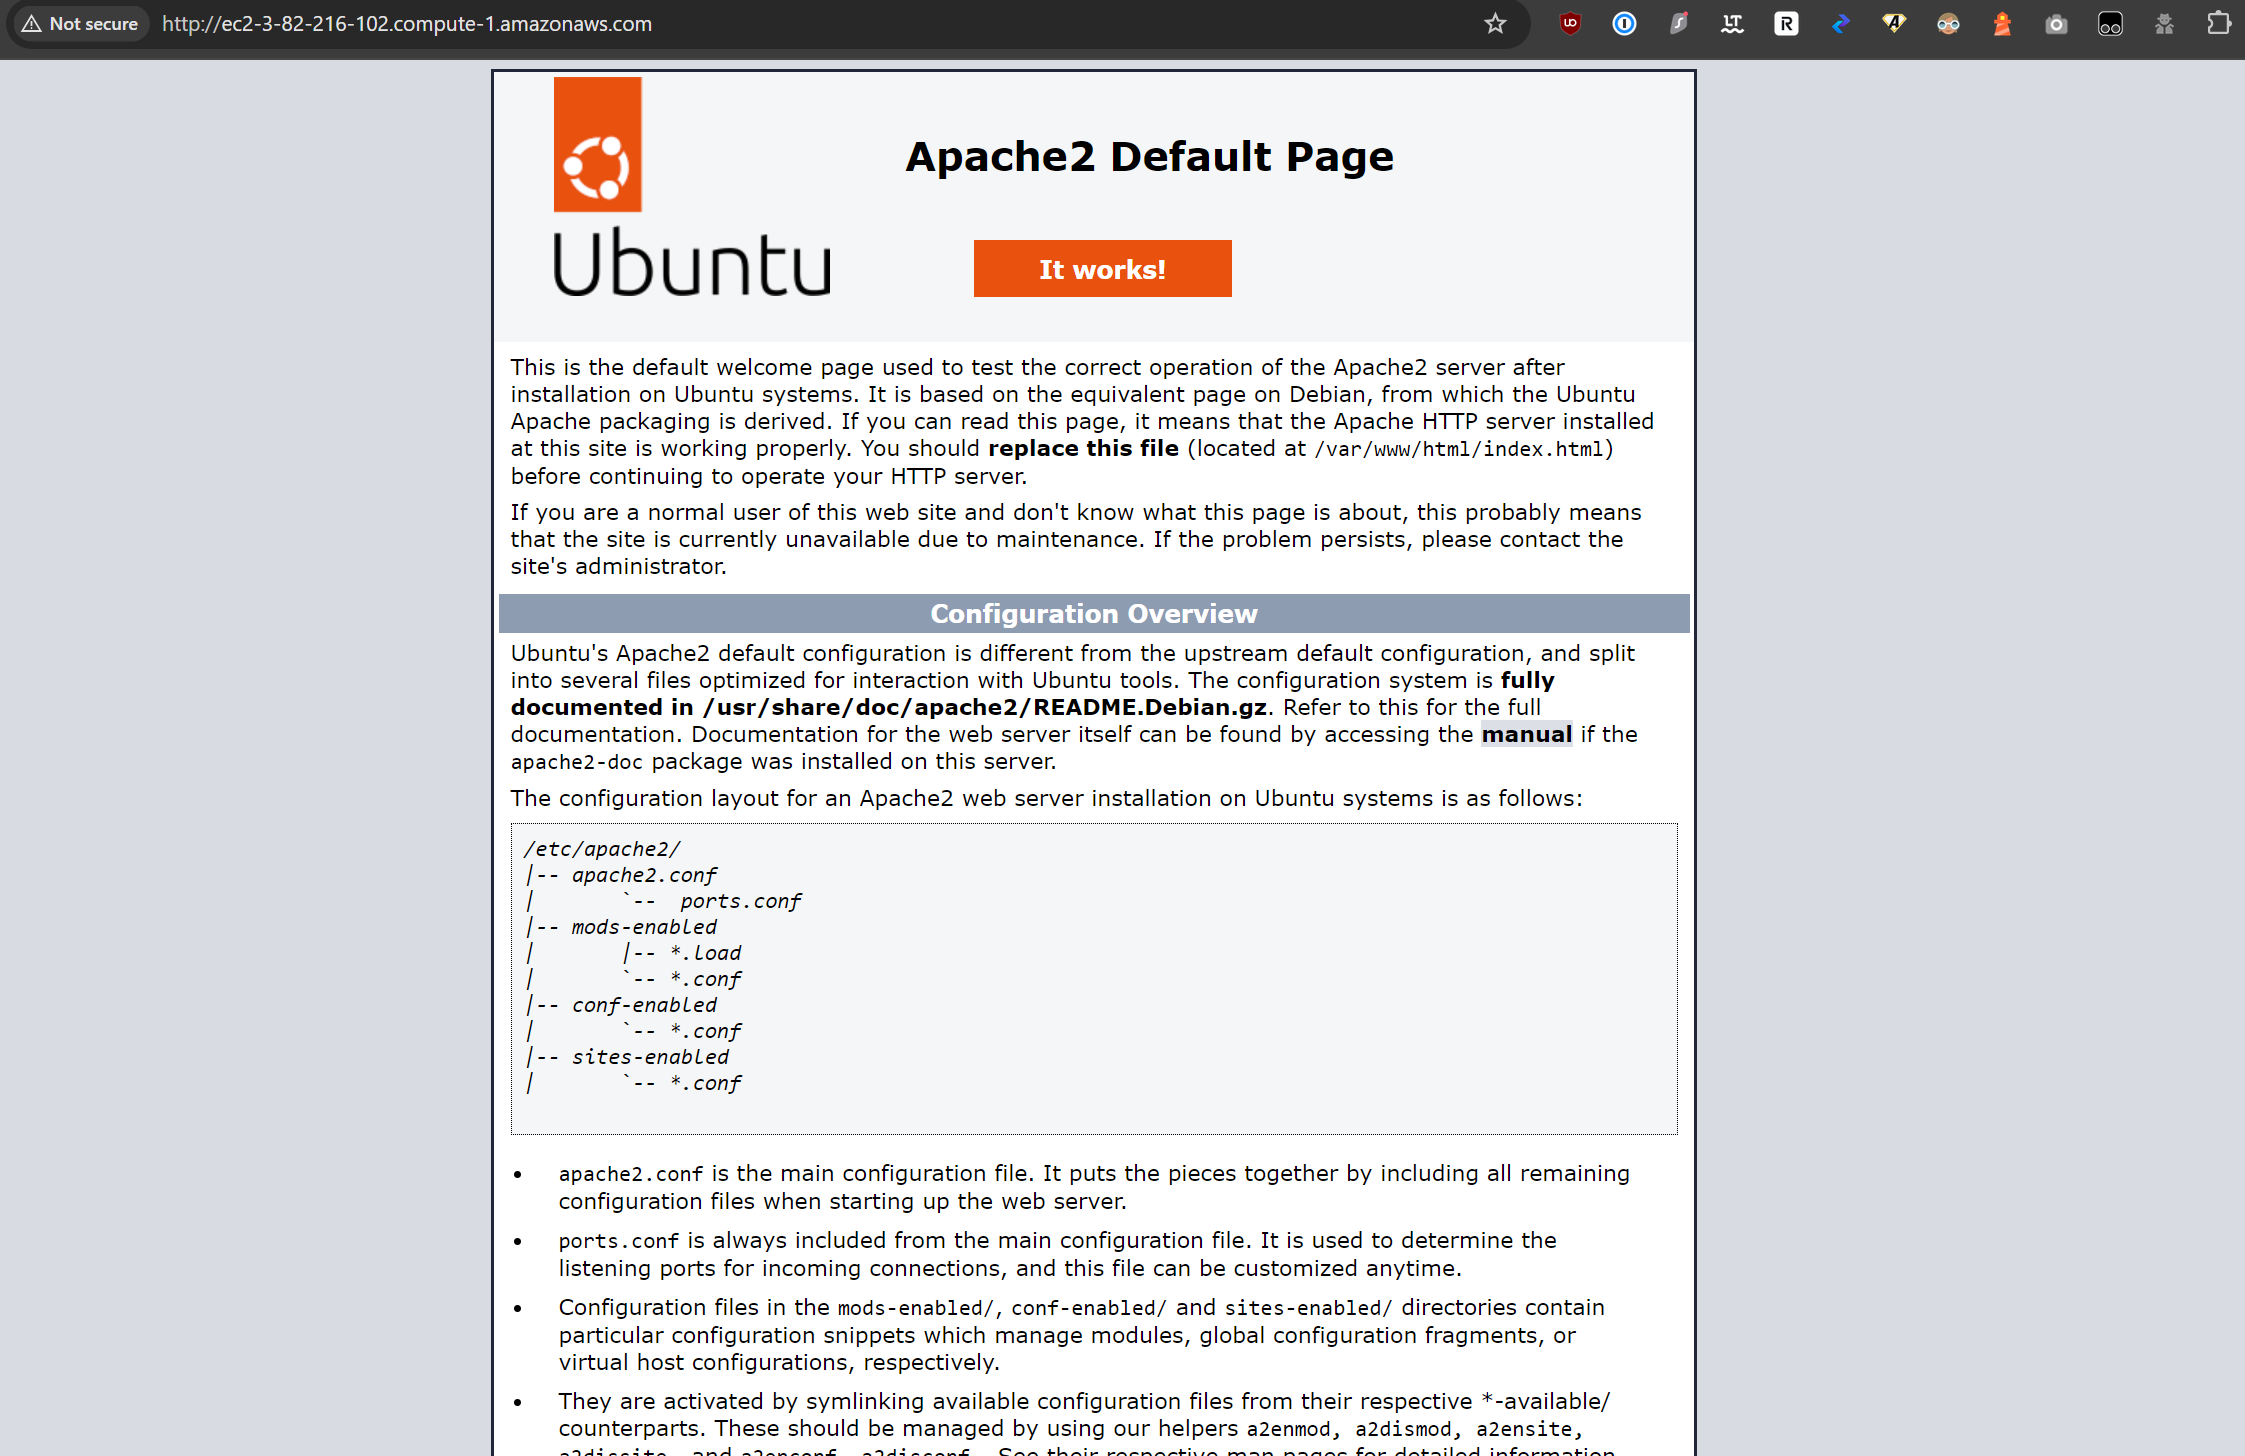 Not secure http://ec2-3-82-216-102.compute-1.amazonaws.com
Apache2 Default Page
Ubuntu
It works!
This is the default welcome page used to test the correct operation of the Apache2 server after
installation on Ubuntu systems. It is based on the equivalent page on Debian, from which the Ubuntu
Apache packaging is derived. If you can read this page, it means that the Apache HTTP server installed
at this site is working properly. You should replace this file (located at /var/www/html/index.html)
before continuing to operate your HTTP server.
If you are a normal user of this web site and don't know what this page is about, this probably means
that the site is currently unavailable due to maintenance. If the problem persists, please contact the
site's administrator.
Configuration Overview
Ubuntu's Apache2 default configuration is different from the upstream default configuration, and split
into several files optimized for interaction with Ubuntu tools. The configuration system is fully
documented in /usr/share/doc/apache2/README.Debian.gz. Refer to this for the full
documentation. Documentation for the web server itself can be found by accessing the manual if the
apache2-doc package was installed on this server.
The configuration layout for an Apache2 web server installation on Ubuntu systems is as follows:
/etc/apache2/
|-- apache2.conf
|       `--  ports.conf
|-- mods-enabled
|       |-- *.load
|       `-- *.conf
|-- conf-enabled
|       `-- *.conf
|-- sites-enabled
|       `-- *.conf
• apache2.conf is the main configuration file. It puts the pieces together by including all remaining
configuration files when starting up the web server.
• ports.conf is always included from the main configuration file. It is used to determine the
listening ports for incoming connections, and this file can be customized anytime.
• Configuration files in the mods-enabled/, conf-enabled/ and sites-enabled/ directories contain
particular configuration snippets which manage modules, global configuration fragments, or
virtual host configurations, respectively.
• They are activated by symlinking available configuration files from their respective *-available/
counterparts. These should be managed by using our helpers a2enmod, a2dismod, a2ensite,
a2dissite, and a2enconf, a2disconf . See their respective man pages for detailed information.